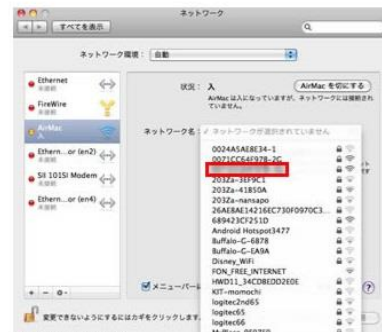 ネットワーク
すべてを表示
ネットワーク環境： 自動
Ethernet
未接続
FireWire
未接続
AirMac
入
Ethern...or (en2)
未接続
SII 101SI Modem
未接続
Ethern...or (en4)
未接続
状況： 入
AirMac を切にする
AirMac は入になっていますが、ネットワークには接続されていません。
ネットワーク名：
✓ ネットワークが選択されていません
0024A5AE8E34-1
0071CC64F978-2G
203Za-3EF9C1
203Za-41850A
203Za-nansapo
26AE8AE14216EC730F0970C3...
689423CF251D
Android Hotspot3477
Buffalo-G-6878
Buffalo-G-EA9A
Disney_WiFi
FON_FREE_INTERNET
HWD11_34CDBEDD2E0E
KIT-momochi
logitec2nd65
logitec65
logitec66
メニューバーに
変更できないようにするにはカギをクリックします。